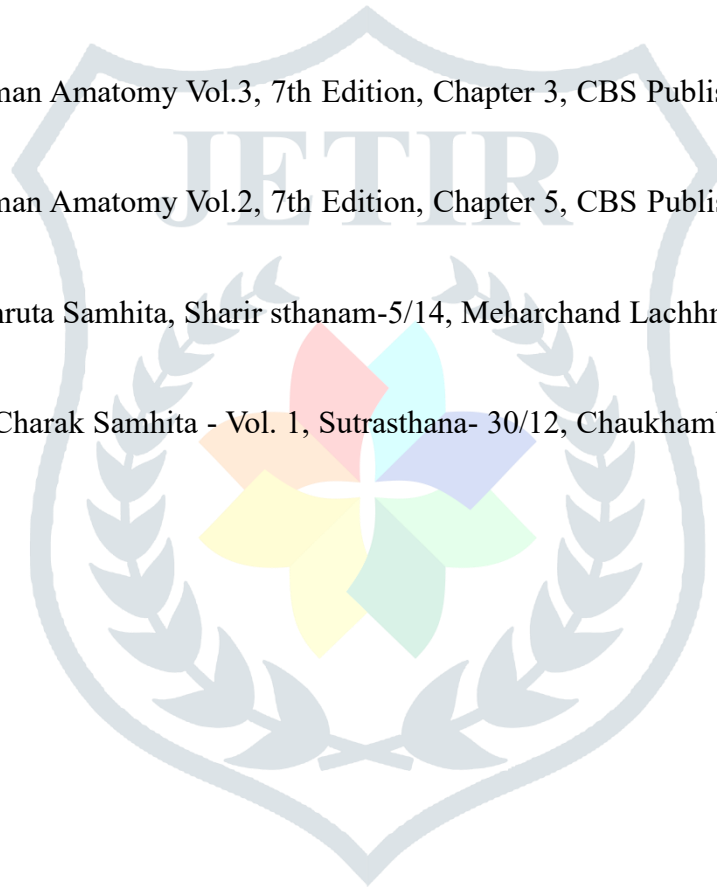 man Amatomy Vol.3, 7th Edition, Chapter 3, CBS Publis
JETIR
man Amatomy Vol.2, 7th Edition, Chapter 5, CBS Publis
ruta Samhita, Sharir sthanam-5/14, Meharchand Lachh
Charak Samhita - Vol. 1, Sutrasthana- 30/12, Chaukham